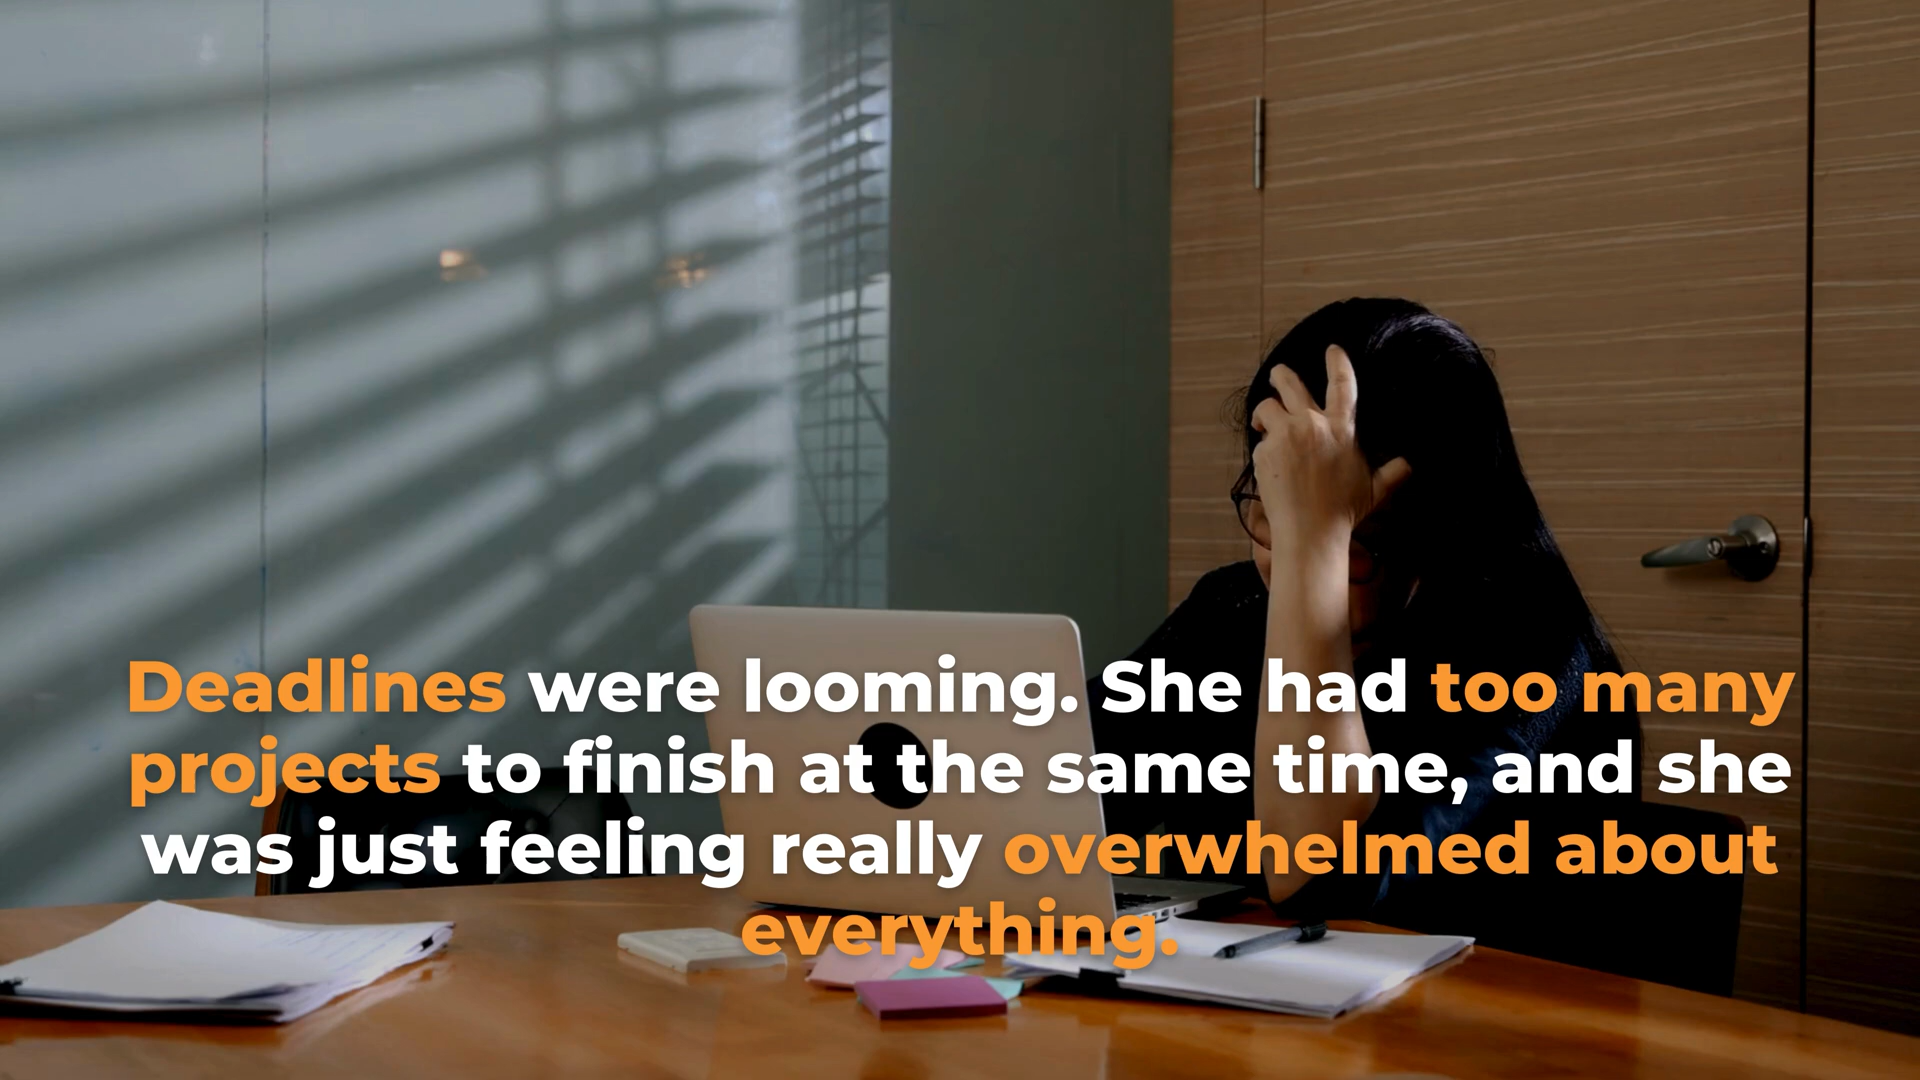 Deadlines were looming. She had too many
projects to finish at the same time, and she
was just feeling really overwhelmed about
everything.